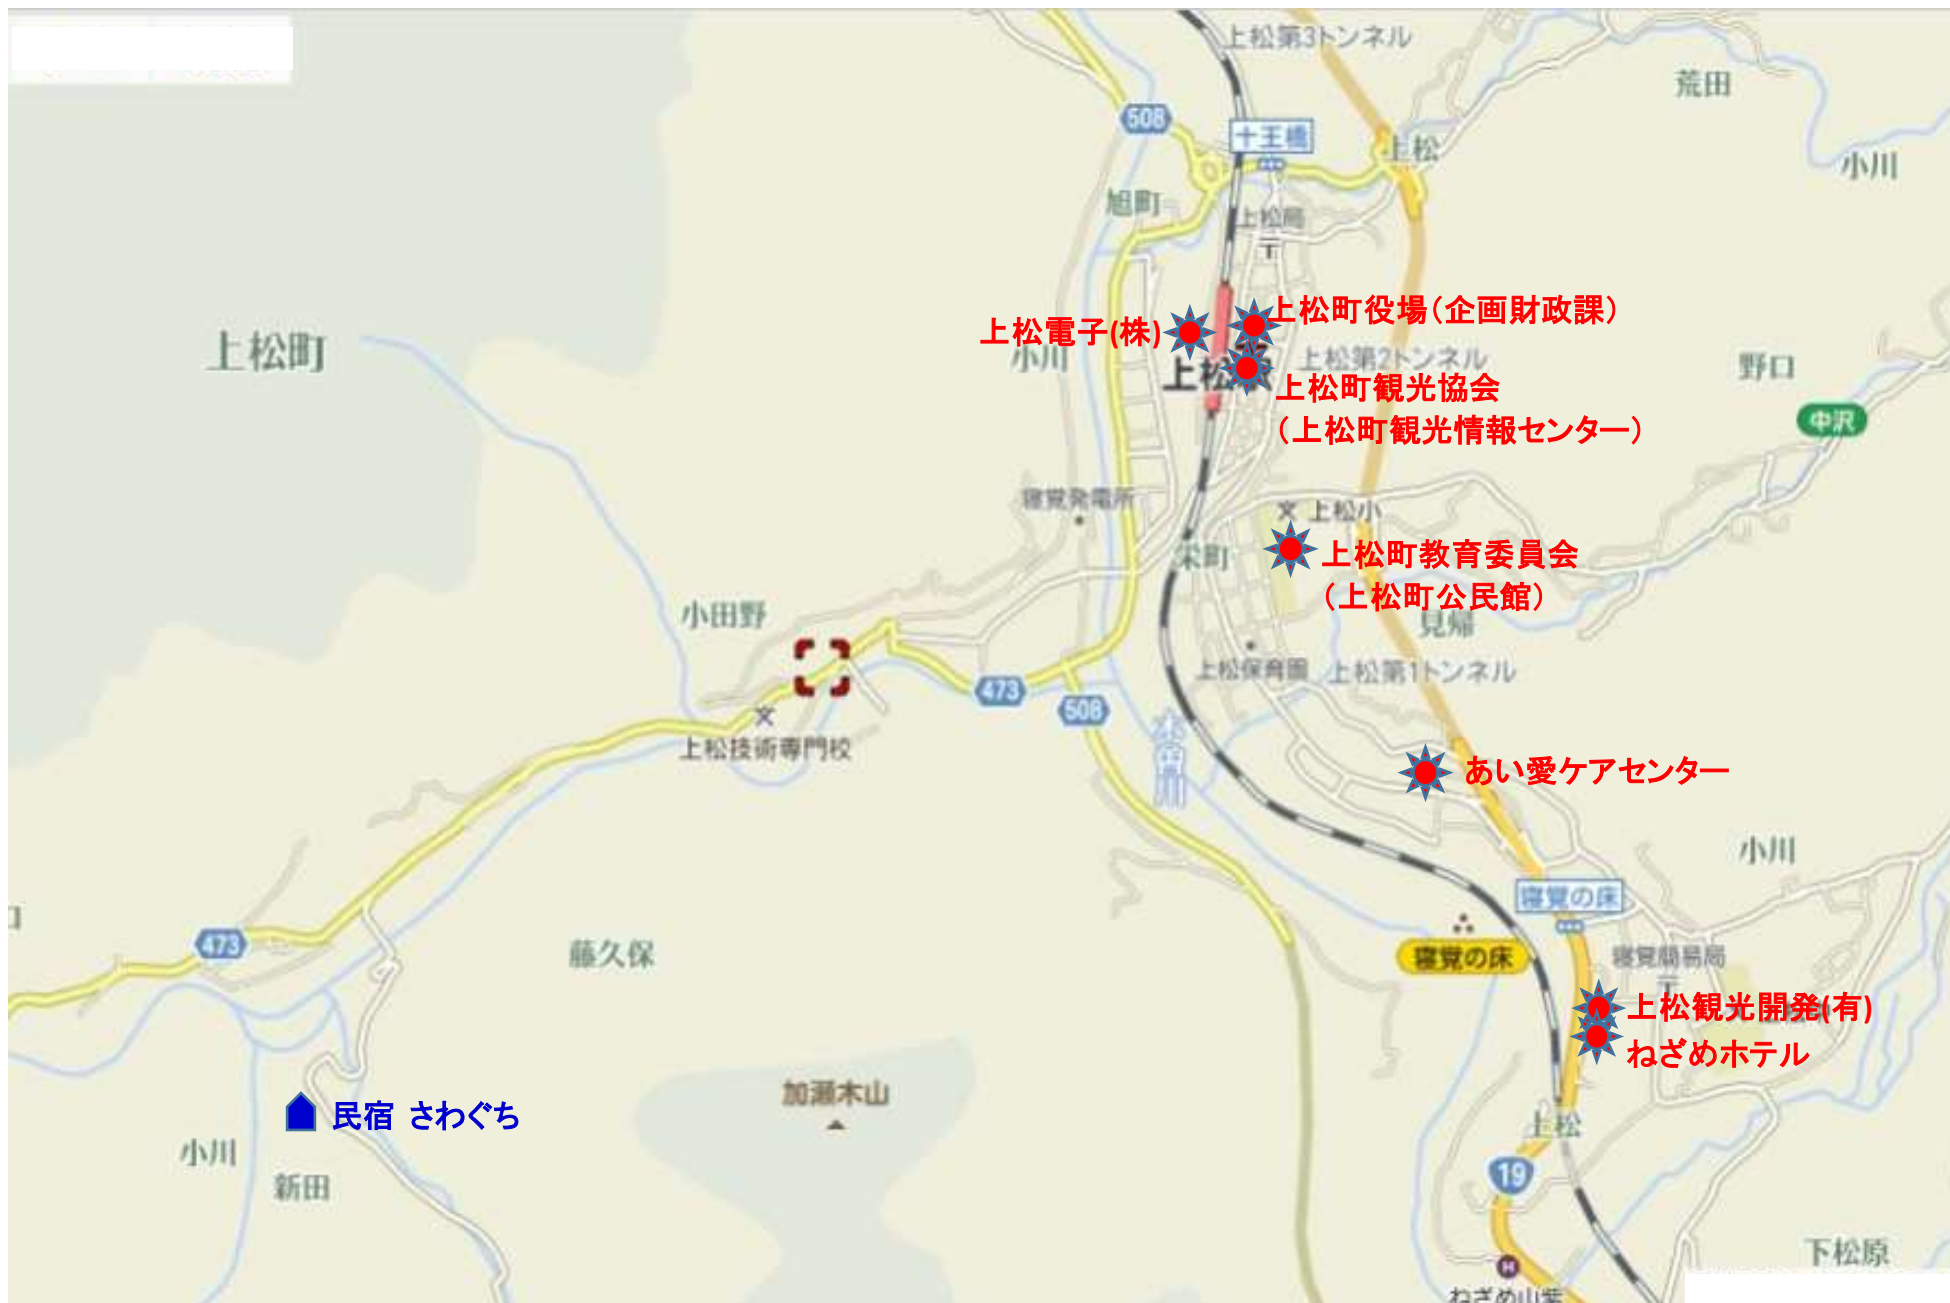 上松第3トンネル
荒田
508
十王橋
上松
小川
旭町
上松局
上松町役場（企画財政課）
上松電子(株)
上松町
小川
上松第2トンネル
野口
上松駅
上松町観光協会
（上松町観光情報センター）
中沢
寝覚発電所
上松小
栄町
上松町教育委員会
（上松町公民館）
小田野
見帰
上松保育園
上松第1トンネル
473
508
木曽川
上松技術専門校
あい愛ケアセンター
小川
寝覚の床
473
藤久保
寝覚の床
寝覚簡易局
上松観光開発(有)
ねざめホテル
加瀬木山
民宿 さわぐち
上松
小川
19
新田
下松原
H